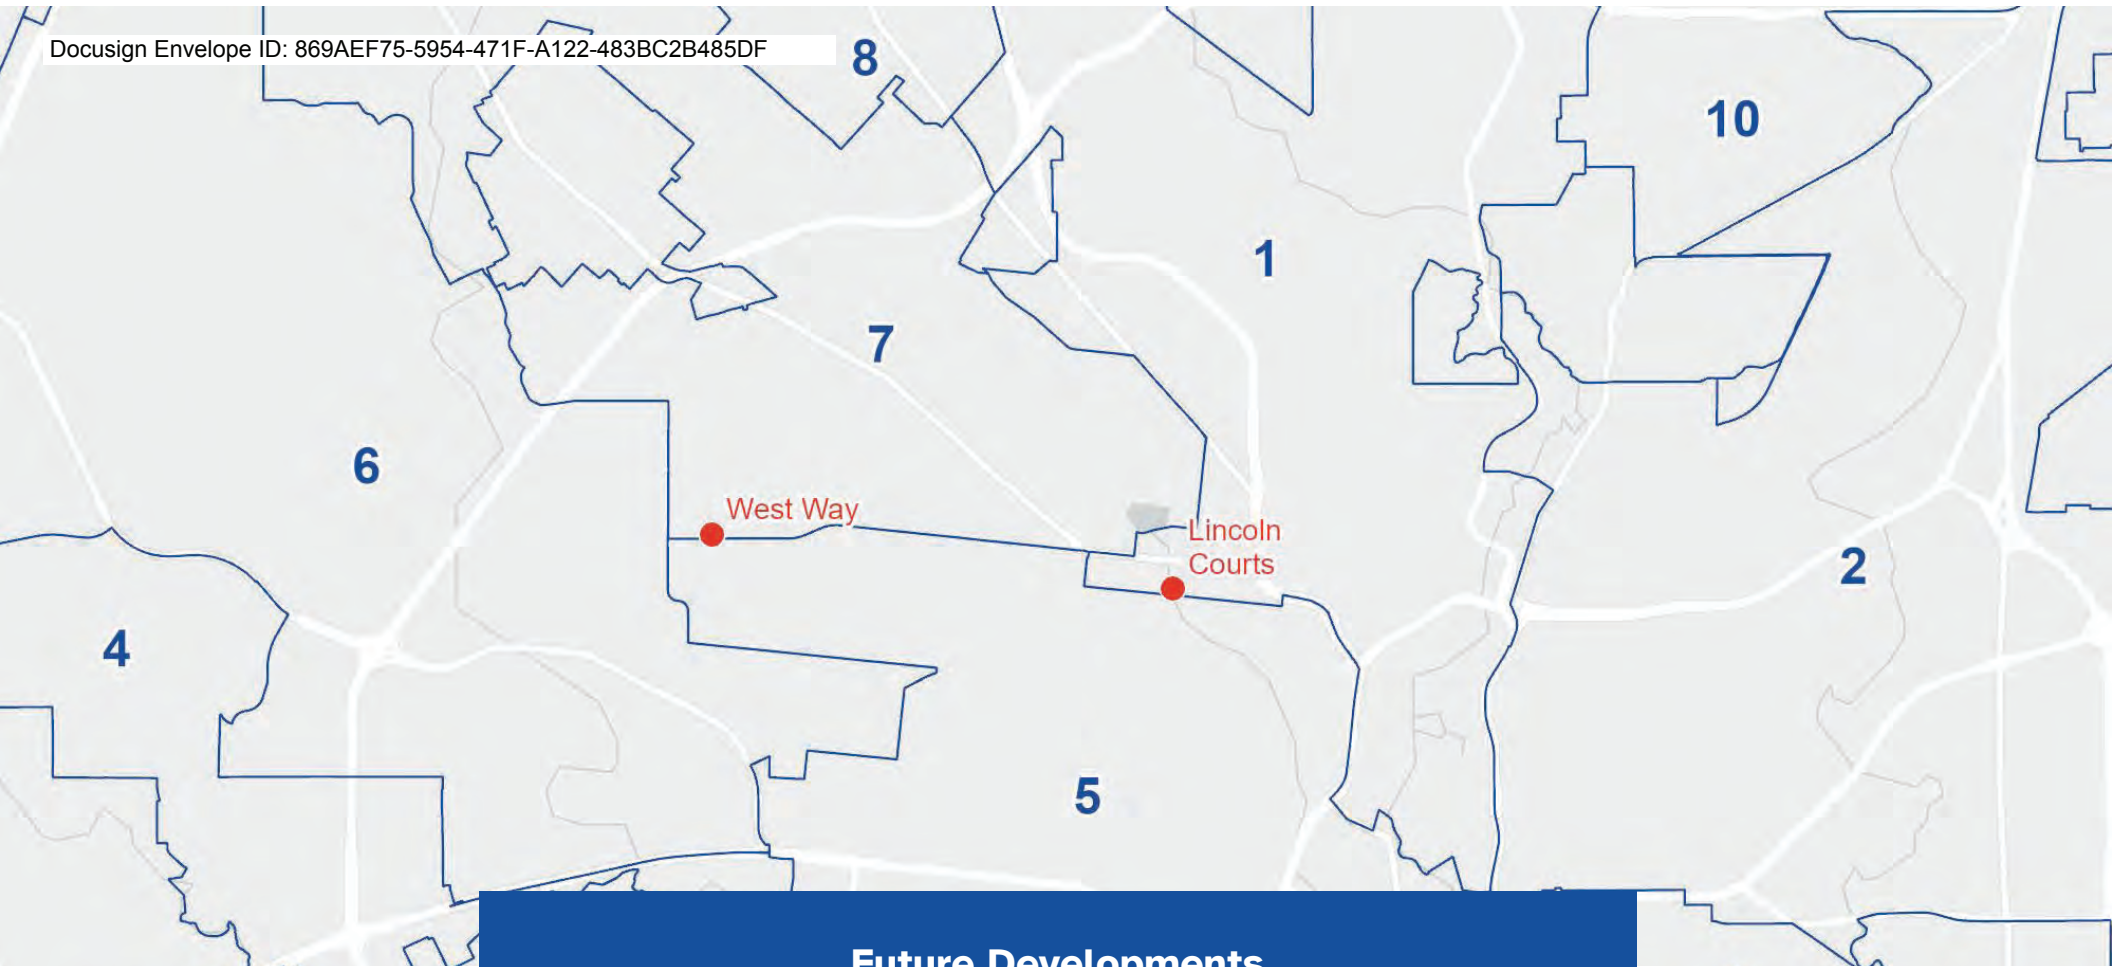 Docusign Envelope ID: 869AEF75-5954-471F-A122-483BC2B485DF
8
10
1
7
6
West Way
Lincoln
Courts
2
4
5
Future Developments